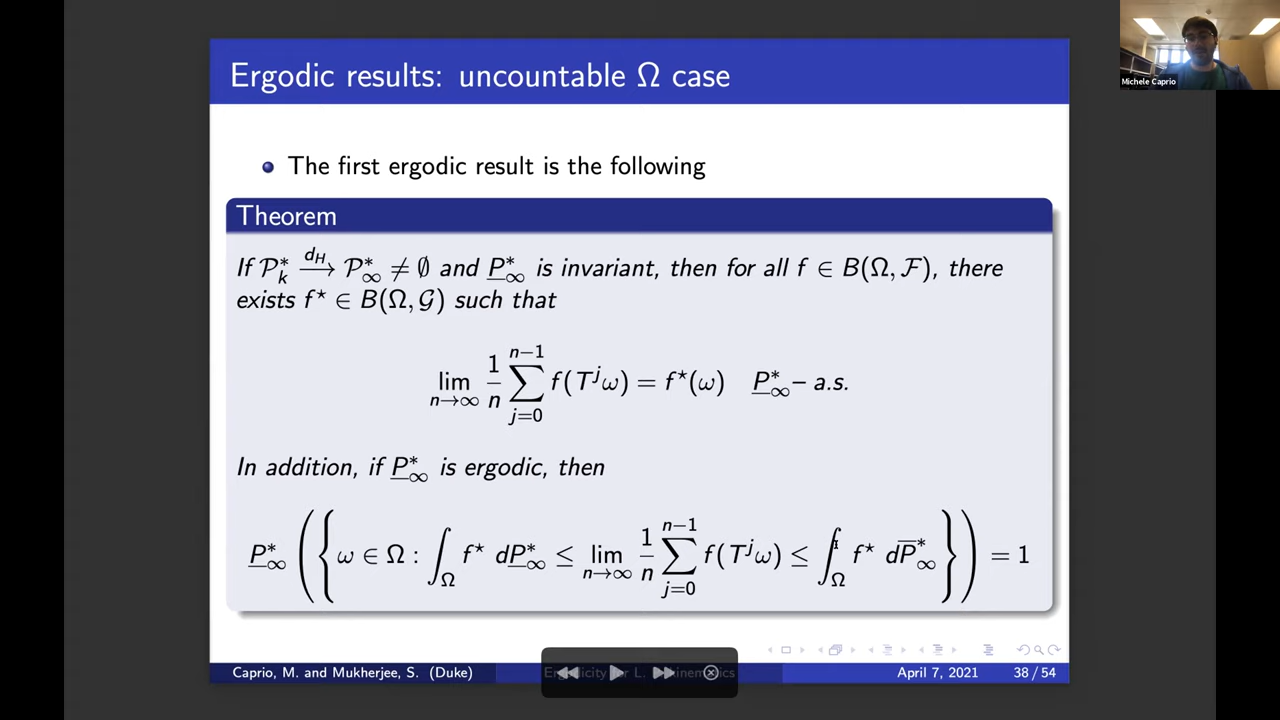 Ergodic results: uncountable Ω case
Michele Caprio
The first ergodic result is the following
Theorem
If 𝒫*_k —d_H→ 𝒫*_∞ ≠ ∅ and P̲*_∞ is invariant, then for all f ∈ B(Ω, ℱ), there
exists f⋆ ∈ B(Ω, 𝒢) such that
lim_{n→∞} 1/n ∑_{j=0}^{n−1} f(T^j ω) = f⋆(ω) P̲*_∞– a.s.
In addition, if P̲*_∞ is ergodic, then
P̲*_∞ ({ω ∈ Ω : ∫_Ω f⋆ dP̲*_∞ ≤ lim_{n→∞} 1/n ∑_{j=0}^{n−1} f(T^j ω) ≤ ∫_Ω f⋆ dP̅*_∞}) = 1
Caprio, M. and Mukherjee, S. (Duke)
April 7, 2021
38 / 54